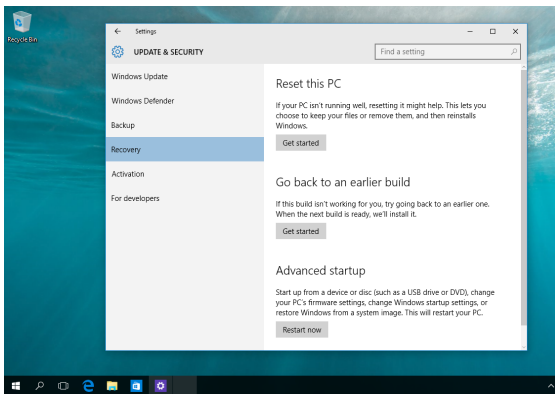 Recycle Bin
Settings
UPDATE & SECURITY
Find a setting
Windows Update
Windows Defender
Backup
Recovery
Activation
For developers
Reset this PC
If your PC isn't running well, resetting it might help. This lets you
choose to keep your files or remove them, and then reinstalls
Windows.
Get started
Go back to an earlier build
If this build isn't working for you, try going back to an earlier one.
When the next build is ready, we'll install it.
Get started
Advanced startup
Start up from a device or disc (such as a USB drive or DVD), change
your PC's firmware settings, change Windows startup settings, or
restore Windows from a system image. This will restart your PC.
Restart now